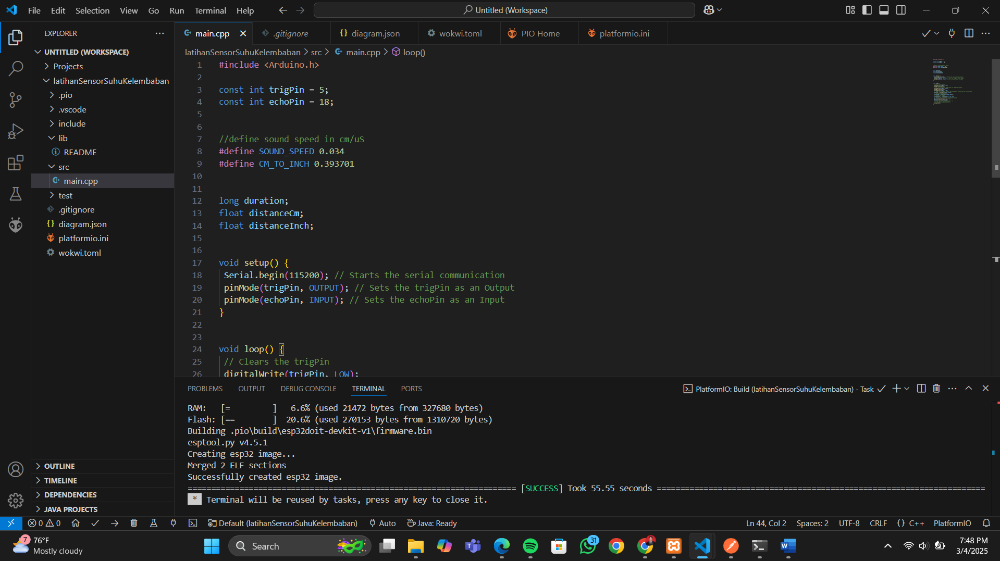 File Edit Selection View Go Run Terminal Help
Untitled (Workspace)
EXPLORER
UNTITLED (WORKSPACE)
Projects
latihanSensorSuhuKelembaban
.pio
.vscode
include
lib
README
src
main.cpp
test
.gitignore
diagram.json
platformio.ini
wokwi.toml
OUTLINE
TIMELINE
DEPENDENCIES
JAVA PROJECTS
main.cpp .gitignore diagram.json wokwi.toml PIO Home platformio.ini
latihanSensorSuhuKelembaban > src > main.cpp > loop()
1 #include <Arduino.h>
2
3 const int trigPin = 5;
4 const int echoPin = 18;
5
6
7 //define sound speed in cm/uS
8 #define SOUND_SPEED 0.034
9 #define CM_TO_INCH 0.393701
10
11
12 long duration;
13 float distanceCm;
14 float distanceInch;
15
16
17 void setup() {
18 Serial.begin(115200); // Starts the serial communication
19 pinMode(trigPin, OUTPUT); // Sets the trigPin as an Output
20 pinMode(echoPin, INPUT); // Sets the echoPin as an Input
21 }
22
23
24 void loop() {
25 // Clears the trigPin
26 digitalWrite(trigPin, LOW);
PROBLEMS OUTPUT DEBUG CONSOLE TERMINAL PORTS
PlatformIO: Build (latihanSensorSuhuKelembaban) - Task
RAM: [= ] 6.6% (used 21472 bytes from 327680 bytes)
Flash: [== ] 20.6% (used 270153 bytes from 1310720 bytes)
Building .pio\build\esp32doit-devkit-v1\firmware.bin
esptool.py v4.5.1
Creating esp32 image...
Merged 2 ELF sections
Successfully created esp32 image.
====================================================================== [SUCCESS] Took 55.55 seconds ======================================================================
* Terminal will be reused by tasks, press any key to close it.
0 0 Default (latihanSensorSuhuKelembaban) Auto Java: Ready
Ln 44, Col 2 Spaces: 2 UTF-8 CRLF {} C++ PlatformIO
7
76°F
Mostly cloudy
Search
31
7:48 PM
3/4/2025